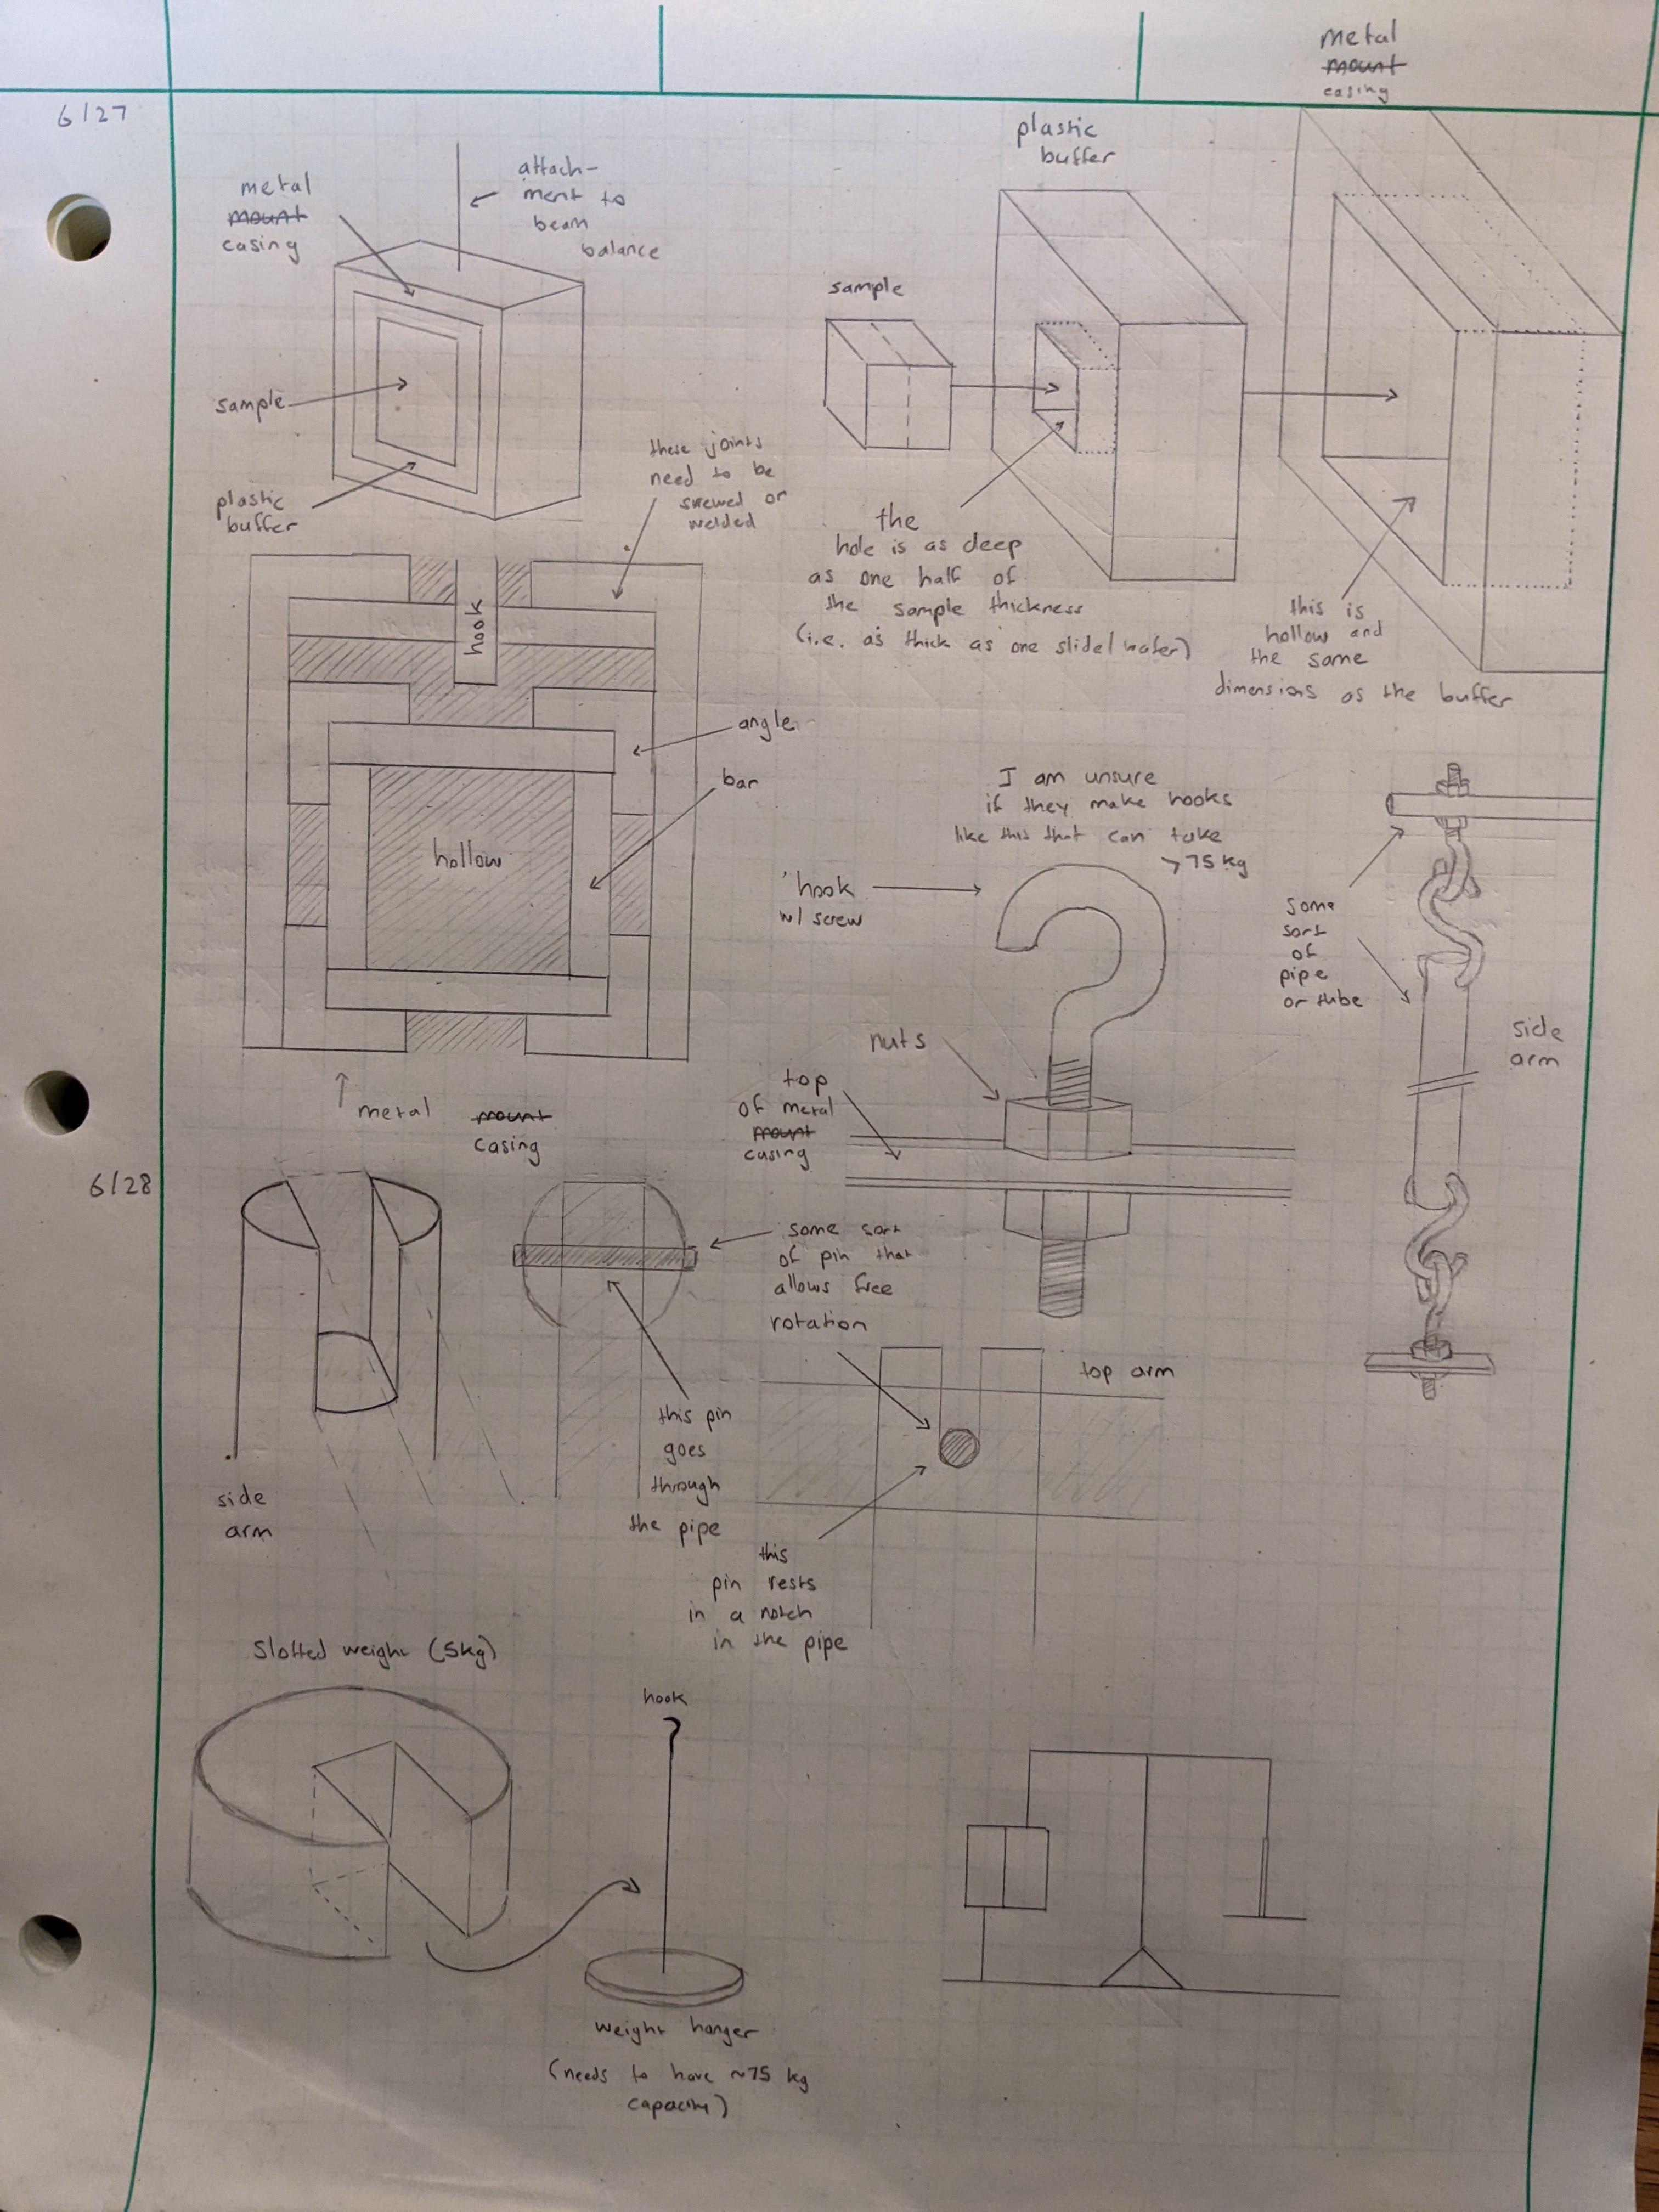 metal
mount
casing
6/27
metal
mount
casing
attach-
ment to
beam
balance
sample
plastic
buffer
plastic
buffer
sample
the
hole is as deep
as one half of
the sample thickness
(i.e. as thick as one slide/wafer)
this is
hollow and
the same
dimensions as the buffer
these joints
need to be
screwed or
welded
hook
angle
bar
hollow
metal mount
casing
I am unsure
if they make hooks
like this that can take
>75 kg
hook
w/ screw
nuts
top
of metal
mount
casing
some
sort
of
pipe
or tube
side
arm
6/28
side
arm
some sort
of pin that
allows free
rotation
this pin
goes
through
the pipe
top arm
this
pin rests
in a notch
in the pipe
Slotted weight (5kg)
hook
weight hanger
(needs to have ~75 kg
capacity)